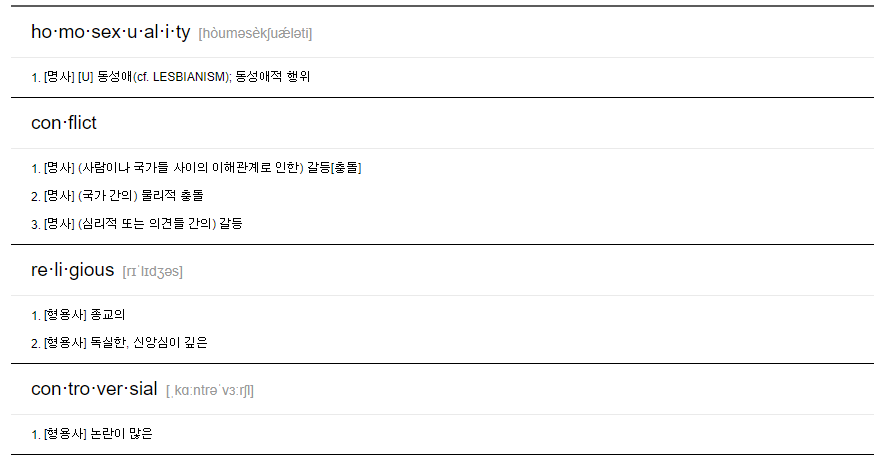 ho·mo·sex·u·al·i·ty [hòuməsèkʃuǽləti]
1. [명사] [U] 동성애(cf. LESBIANISM); 동성애적 행위
con·flict
1. [명사] (사람이나 국가들 사이의 이해관계로 인한) 갈등[충돌]
2. [명사] (국가 간의) 물리적 충돌
3. [명사] (심리적 또는 의견들 간의) 갈등
re·li·gious [rɪˈlɪdʒəs]
1. [형용사] 종교의
2. [형용사] 독실한, 신앙심이 깊은
con·tro·ver·sial [ˌkɑːntrəˈvɜːrʃl]
1. [형용사] 논란이 많은